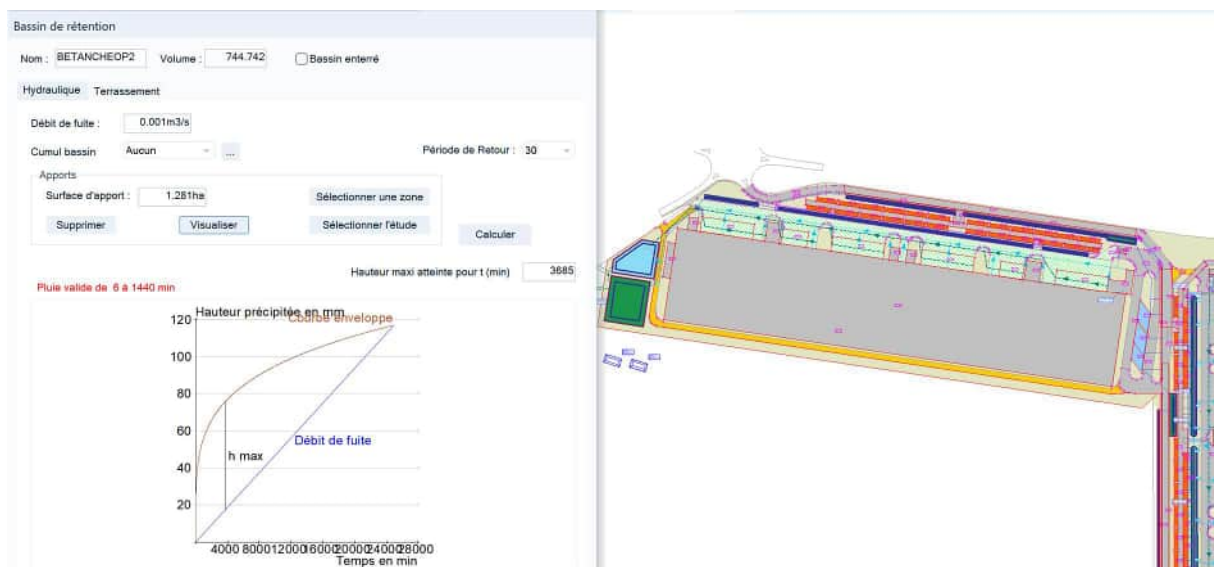 Bassin de rétention
Nom : BETANCHEOP2 Volume : 744.742 Bassin enterré
Hydraulique Terrassement
Débit de fuite : 0.001m3/s
Cumul bassin Aucun ... Période de Retour : 30
Apports
Surface d'apport : 1.281ha Sélectionner une zone
Supprimer Visualiser Sélectionner l'étude
Calculer
Hauteur maxi atteinte pour t (min) 3685
Pluie valide de 6 à 1440 min
Hauteur précipitée en mm
Courbe enveloppe
120
100
80
60
Débit de fuite
h max
40
20
4000 8000 12000 16000 20000 24000 28000
Temps en min